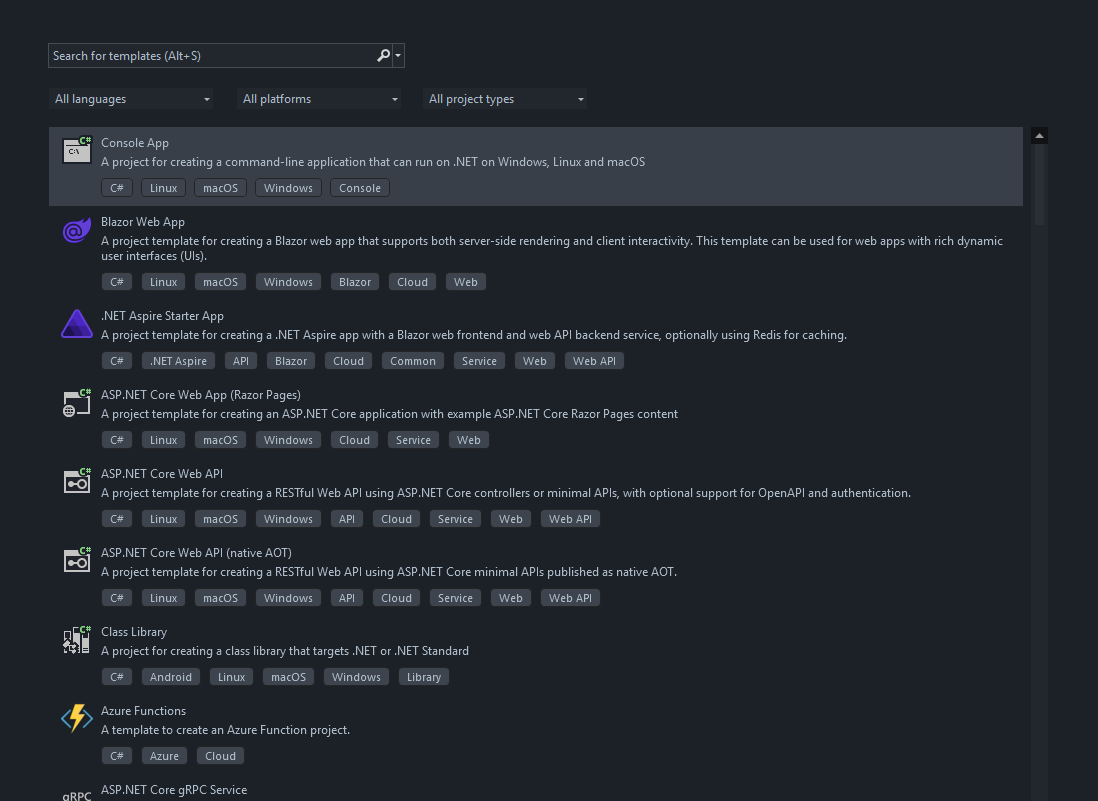 Search for templates (Alt+S)
All languages
All platforms
All project types
C#
C:\
Console App
A project for creating a command-line application that can run on .NET on Windows, Linux and macOS
C# Linux macOS Windows Console
Blazor Web App
A project template for creating a Blazor web app that supports both server-side rendering and client interactivity. This template can be used for web apps with rich dynamic
user interfaces (UIs).
C# Linux macOS Windows Blazor Cloud Web
.NET Aspire Starter App
A project template for creating a .NET Aspire app with a Blazor web frontend and web API backend service, optionally using Redis for caching.
C# .NET Aspire API Blazor Cloud Common Service Web Web API
C#
ASP.NET Core Web App (Razor Pages)
A project template for creating an ASP.NET Core application with example ASP.NET Core Razor Pages content
C# Linux macOS Windows Cloud Service Web
C#
ASP.NET Core Web API
A project template for creating a RESTful Web API using ASP.NET Core controllers or minimal APIs, with optional support for OpenAPI and authentication.
C# Linux macOS Windows API Cloud Service Web Web API
C#
ASP.NET Core Web API (native AOT)
A project template for creating a RESTful Web API using ASP.NET Core minimal APIs published as native AOT.
C# Linux macOS Windows API Cloud Service Web Web API
C#
Class Library
A project for creating a class library that targets .NET or .NET Standard
C# Android Linux macOS Windows Library
Azure Functions
A template to create an Azure Function project.
C# Azure Cloud
gRPC
ASP.NET Core gRPC Service